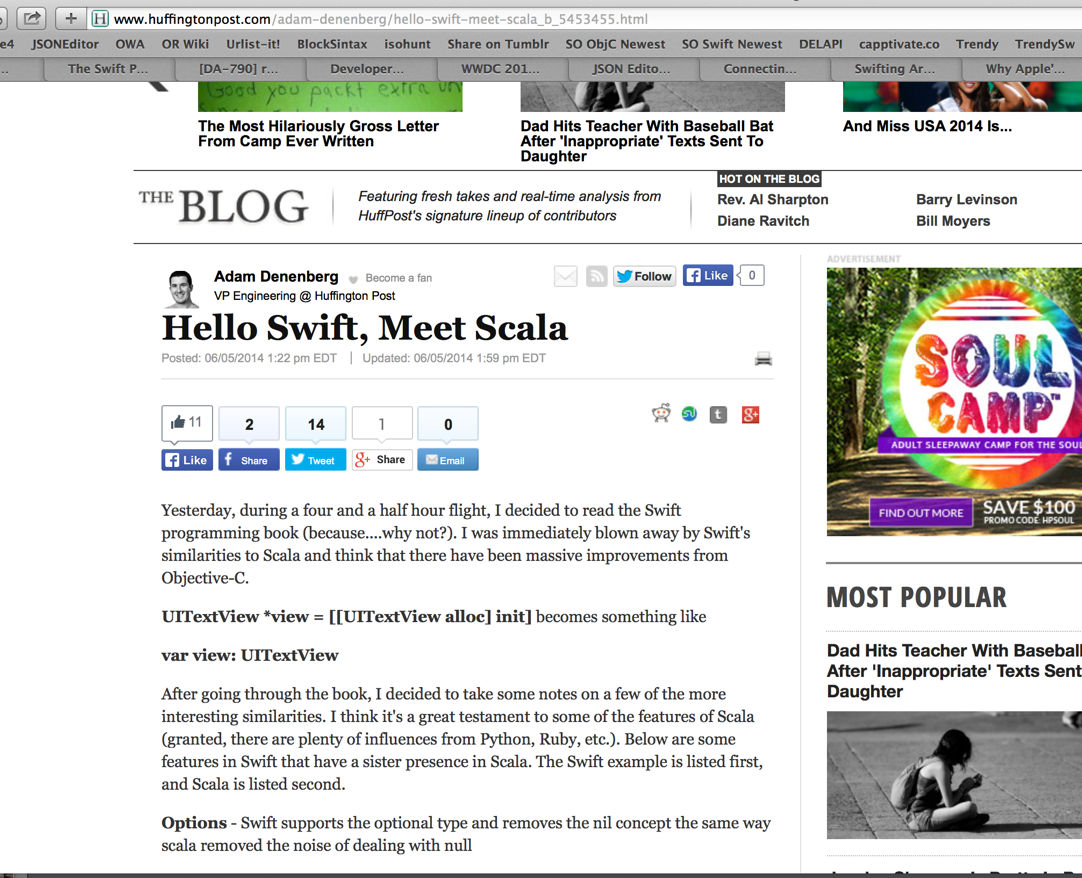 www.huffingtonpost.com/adam-denenberg/hello-swift-meet-scala_b_5453455.html
e4 JSONEditor OWA OR Wiki Urlist-it! BlockSintax isohunt Share on Tumblr SO ObjC Newest SO Swift Newest DELAPI capptivate.co Trendy TrendySw
... The Swift P... [DA-790] r... Developer... WWDC 201... JSON Edito... Connectin... Swifting Ar... Why Apple'...
Good you packt extra un
The Most Hilariously Gross Letter
From Camp Ever Written
Dad Hits Teacher With Baseball Bat
After 'Inappropriate' Texts Sent To
Daughter
And Miss USA 2014 Is...
THE BLOG
Featuring fresh takes and real-time analysis from
HuffPost's signature lineup of contributors
HOT ON THE BLOG
Rev. Al Sharpton Barry Levinson
Diane Ravitch Bill Moyers
Adam Denenberg Become a fan
VP Engineering @ Huffington Post
Follow Like 0
Hello Swift, Meet Scala
Posted: 06/05/2014 1:22 pm EDT | Updated: 06/05/2014 1:59 pm EDT
11 2 14 1 0
Like Share Tweet Share Email
Yesterday, during a four and a half hour flight, I decided to read the Swift
programming book (because....why not?). I was immediately blown away by Swift's
similarities to Scala and think that there have been massive improvements from
Objective-C.
UITextView *view = [[UITextView alloc] init] becomes something like
var view: UITextView
After going through the book, I decided to take some notes on a few of the more
interesting similarities. I think it's a great testament to some of the features of Scala
(granted, there are plenty of influences from Python, Ruby, etc.). Below are some
features in Swift that have a sister presence in Scala. The Swift example is listed first,
and Scala is listed second.
Options - Swift supports the optional type and removes the nil concept the same way
scala removed the noise of dealing with null
ADVERTISEMENT
SOUL
CAMP™
ADULT SLEEPAWAY CAMP FOR THE SOUL
FIND OUT MORE
SAVE $100
PROMO CODE: HPSOUL
MOST POPULAR
Dad Hits Teacher With Baseball
After 'Inappropriate' Texts Sent
Daughter